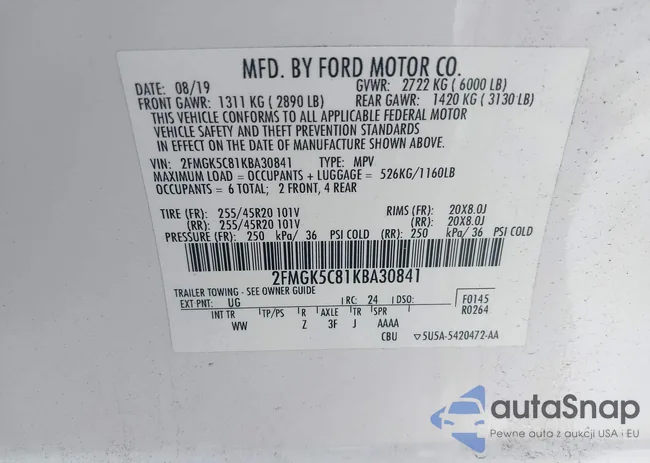 MFD. BY FORD MOTOR CO.
DATE: 08/19 GVWR: 2722 KG ( 6000 LB)
FRONT GAWR: 1311 KG ( 2890 LB) REAR GAWR: 1420 KG ( 3130 LB)
THIS VEHICLE CONFORMS TO ALL APPLICABLE FEDERAL MOTOR
VEHICLE SAFETY AND THEFT PREVENTION STANDARDS
IN EFFECT ON THE DATE OF MANUFACTURE SHOWN ABOVE.
VIN: 2FMGK5C81KBA30841 TYPE: MPV
MAXIMUM LOAD = OCCUPANTS + LUGGAGE = 526KG/1160LB
OCCUPANTS = 6 TOTAL; 2 FRONT, 4 REAR
TIRE (FR): 255/45R20 101V RIMS (FR): 20X8.0J
(RR): 255/45R20 101V (RR): 20X8.0J
PRESSURE (FR): 250 kPa/ 36 PSI COLD (RR): 250 kPa/ 36 PSI COLD
2FMGK5C81KBA30841
TRAILER TOWING - SEE OWNER GUIDE
EXT PNT: UG RC: 24 DSO: F0145
INT TR TP/PS R AXLE TR SPR R0264
WW Z 3F J AAAA
CBU ▽5U5A-5420472-AA
autaSnap
Pewne auta z aukcji USA i EU